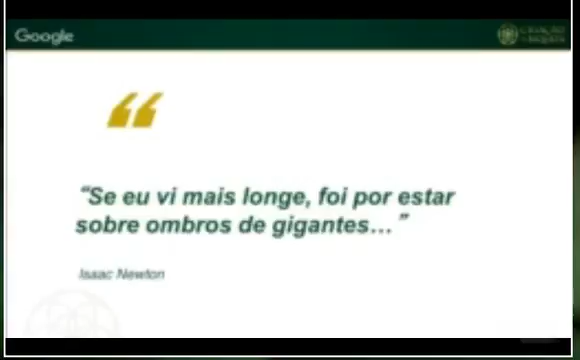 Google
“Se eu vi mais longe, foi por estar
sobre ombros de gigantes...”
Isaac Newton